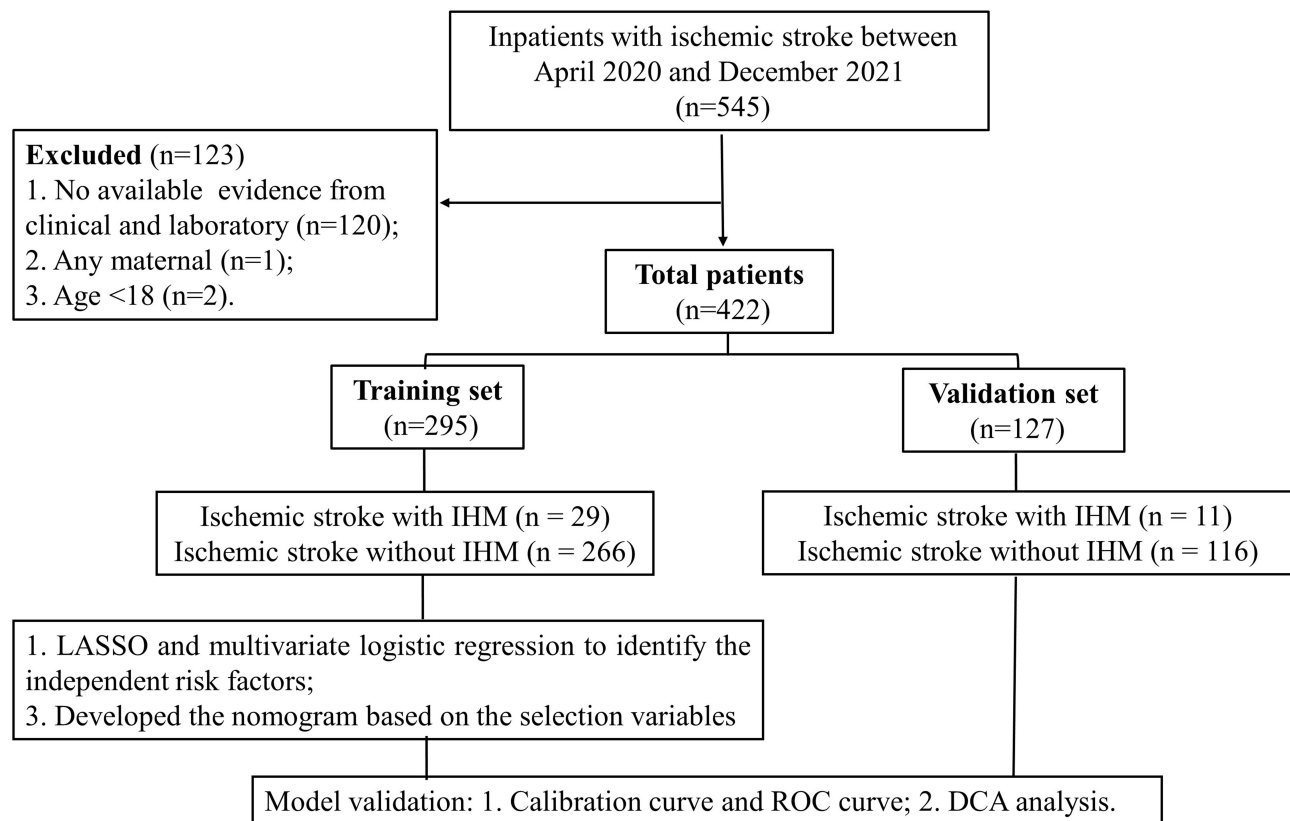 Inpatients with ischemic stroke between
April 2020 and December 2021
(n=545)
Excluded (n=123)
1. No available evidence from
clinical and laboratory (n=120);
2. Any maternal (n=1);
3. Age <18 (n=2).
Total patients
(n=422)
Training set
(n=295)
Validation set
(n=127)
Ischemic stroke with IHM (n = 29)
Ischemic stroke without IHM (n = 266)
Ischemic stroke with IHM (n = 11)
Ischemic stroke without IHM (n = 116)
1. LASSO and multivariate logistic regression to identify the
independent risk factors;
3. Developed the nomogram based on the selection variables
Model validation: 1. Calibration curve and ROC curve; 2. DCA analysis.